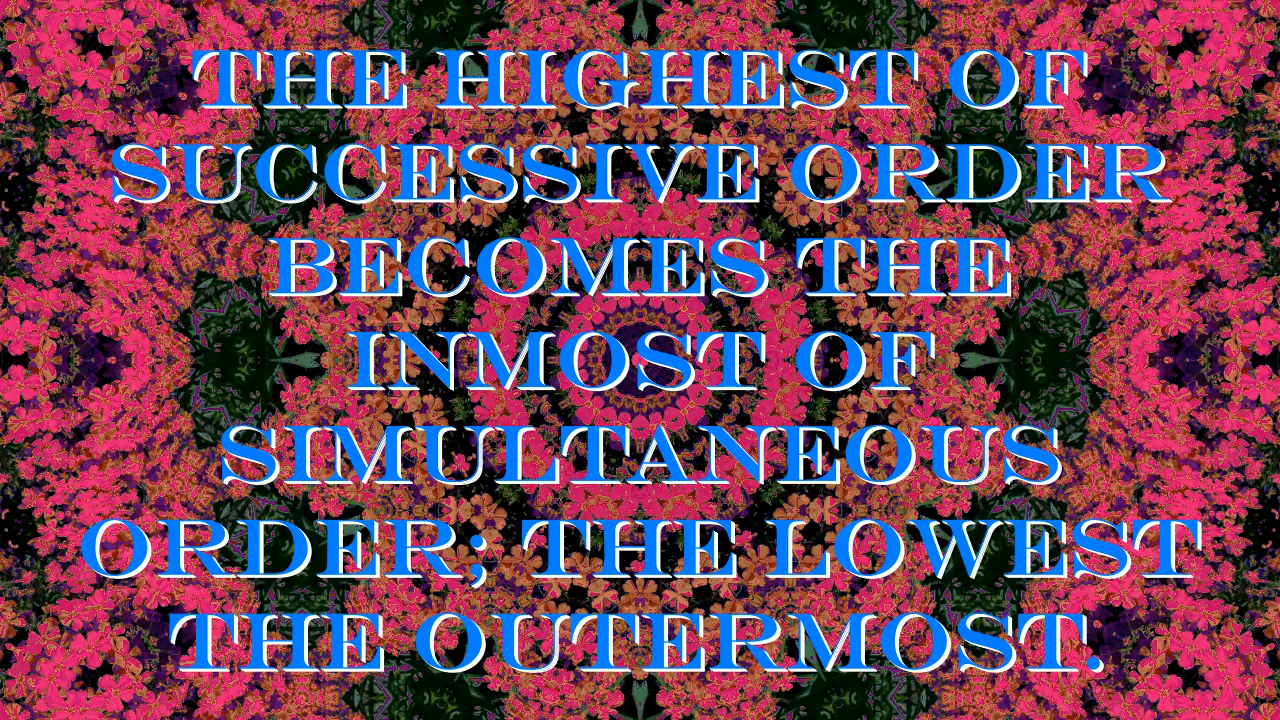 THE HIGHEST OF
SUCCESSIVE ORDER
BECOMES THE
INMOST OF
SIMULTANEOUS
ORDER; THE LOWEST
THE OUTERMOST.